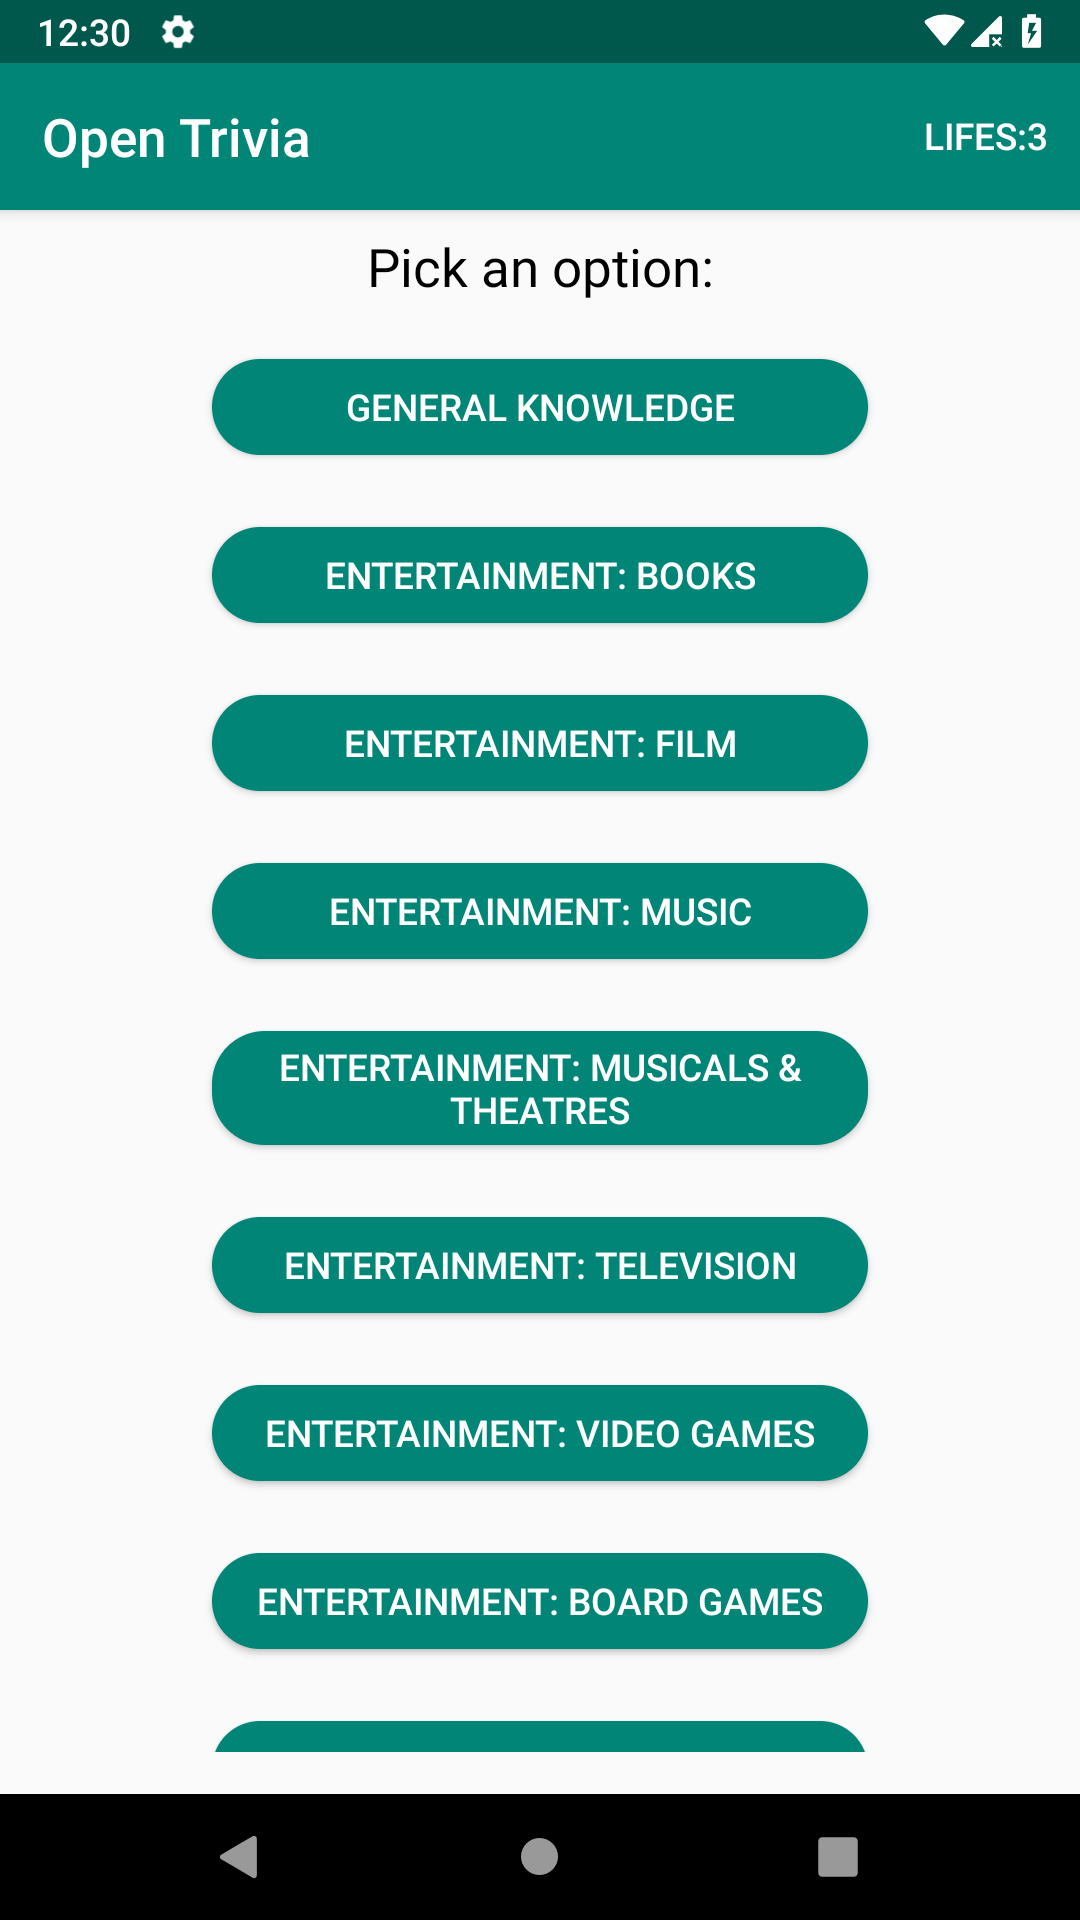 12:30
Open Trivia
LIFES:3
Pick an option:
GENERAL KNOWLEDGE
ENTERTAINMENT: BOOKS
ENTERTAINMENT: FILM
ENTERTAINMENT: MUSIC
ENTERTAINMENT: MUSICALS &
THEATRES
ENTERTAINMENT: TELEVISION
ENTERTAINMENT: VIDEO GAMES
ENTERTAINMENT: BOARD GAMES